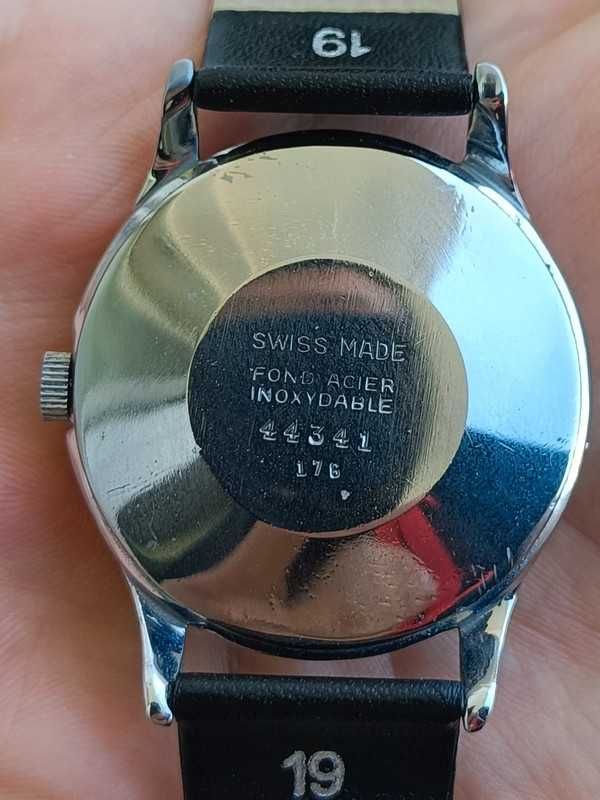 19
SWISS MADE
FOND ACIER
INOXYDABLE
44341
176
19